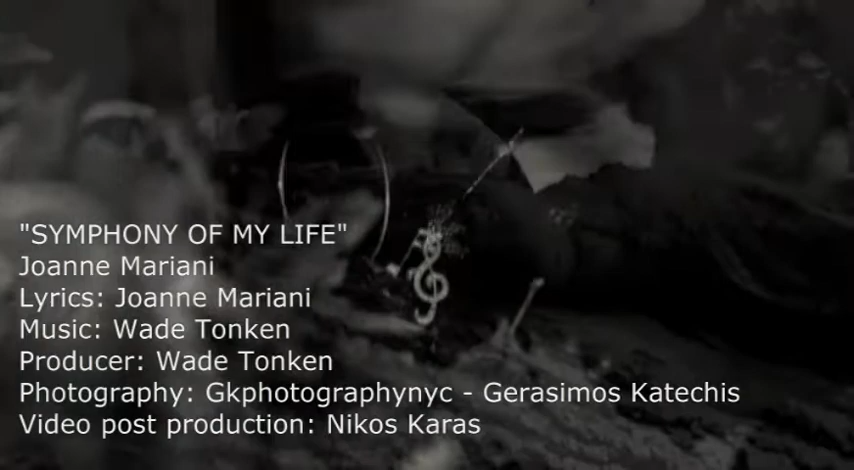 "SYMPHONY OF MY LIFE"
Joanne Mariani
Lyrics: Joanne Mariani
Music: Wade Tonken
Producer: Wade Tonken
Photography: Gkphotographynyc - Gerasimos Katechis
Video post production: Nikos Karas